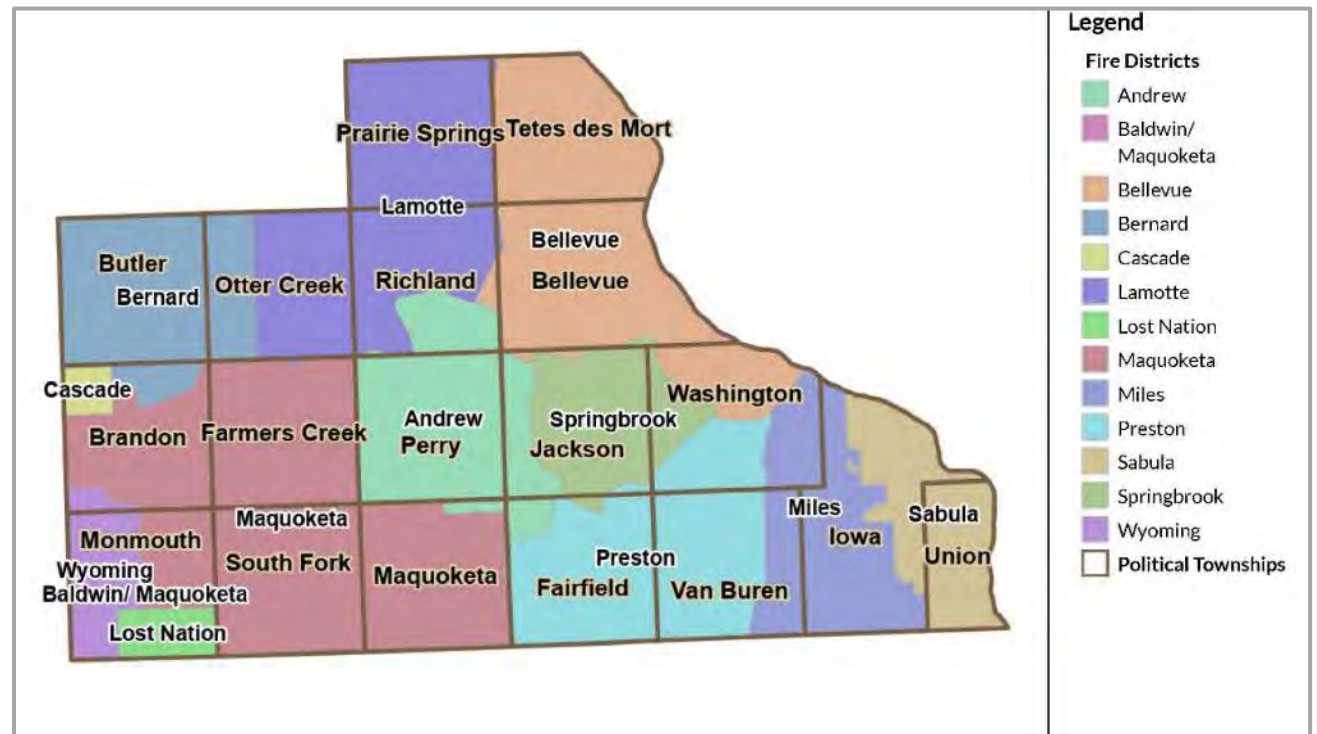 Legend
Fire Districts
Andrew
Baldwin/
Maquoketa
Bellevue
Bernard
Cascade
Lamotte
Lost Nation
Maquoketa
Miles
Preston
Sabula
Springbrook
Wyoming
Political Townships
Prairie Springs
Tetes des Mort
Lamotte
Bellevue
Butler
Bernard
Otter Creek
Richland
Bellevue
Cascade
Brandon
Farmers Creek
Andrew
Perry
Springbrook
Jackson
Washington
Maquoketa
Monmouth
South Fork
Wyoming
Baldwin/ Maquoketa
Lost Nation
Maquoketa
Preston
Fairfield
Van Buren
Miles
Iowa
Sabula
Union